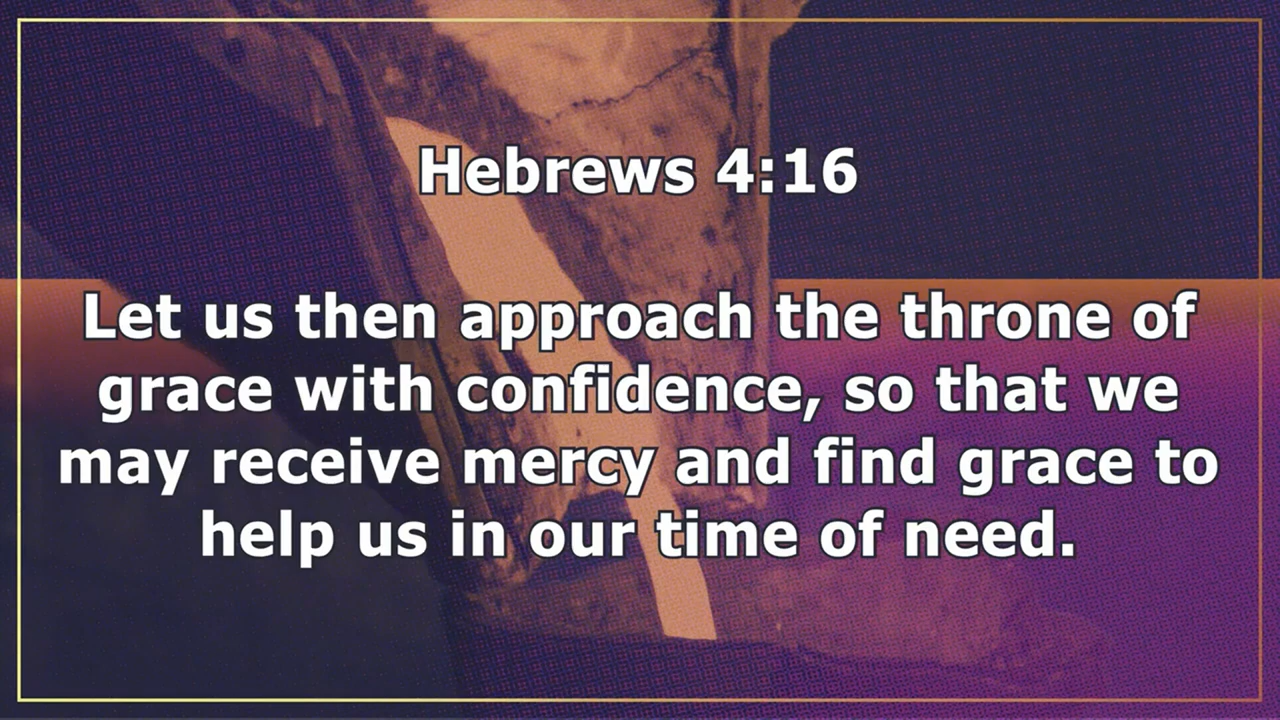 Hebrews 4:16
Let us then approach the throne of
grace with confidence, so that we
may receive mercy and find grace to
help us in our time of need.